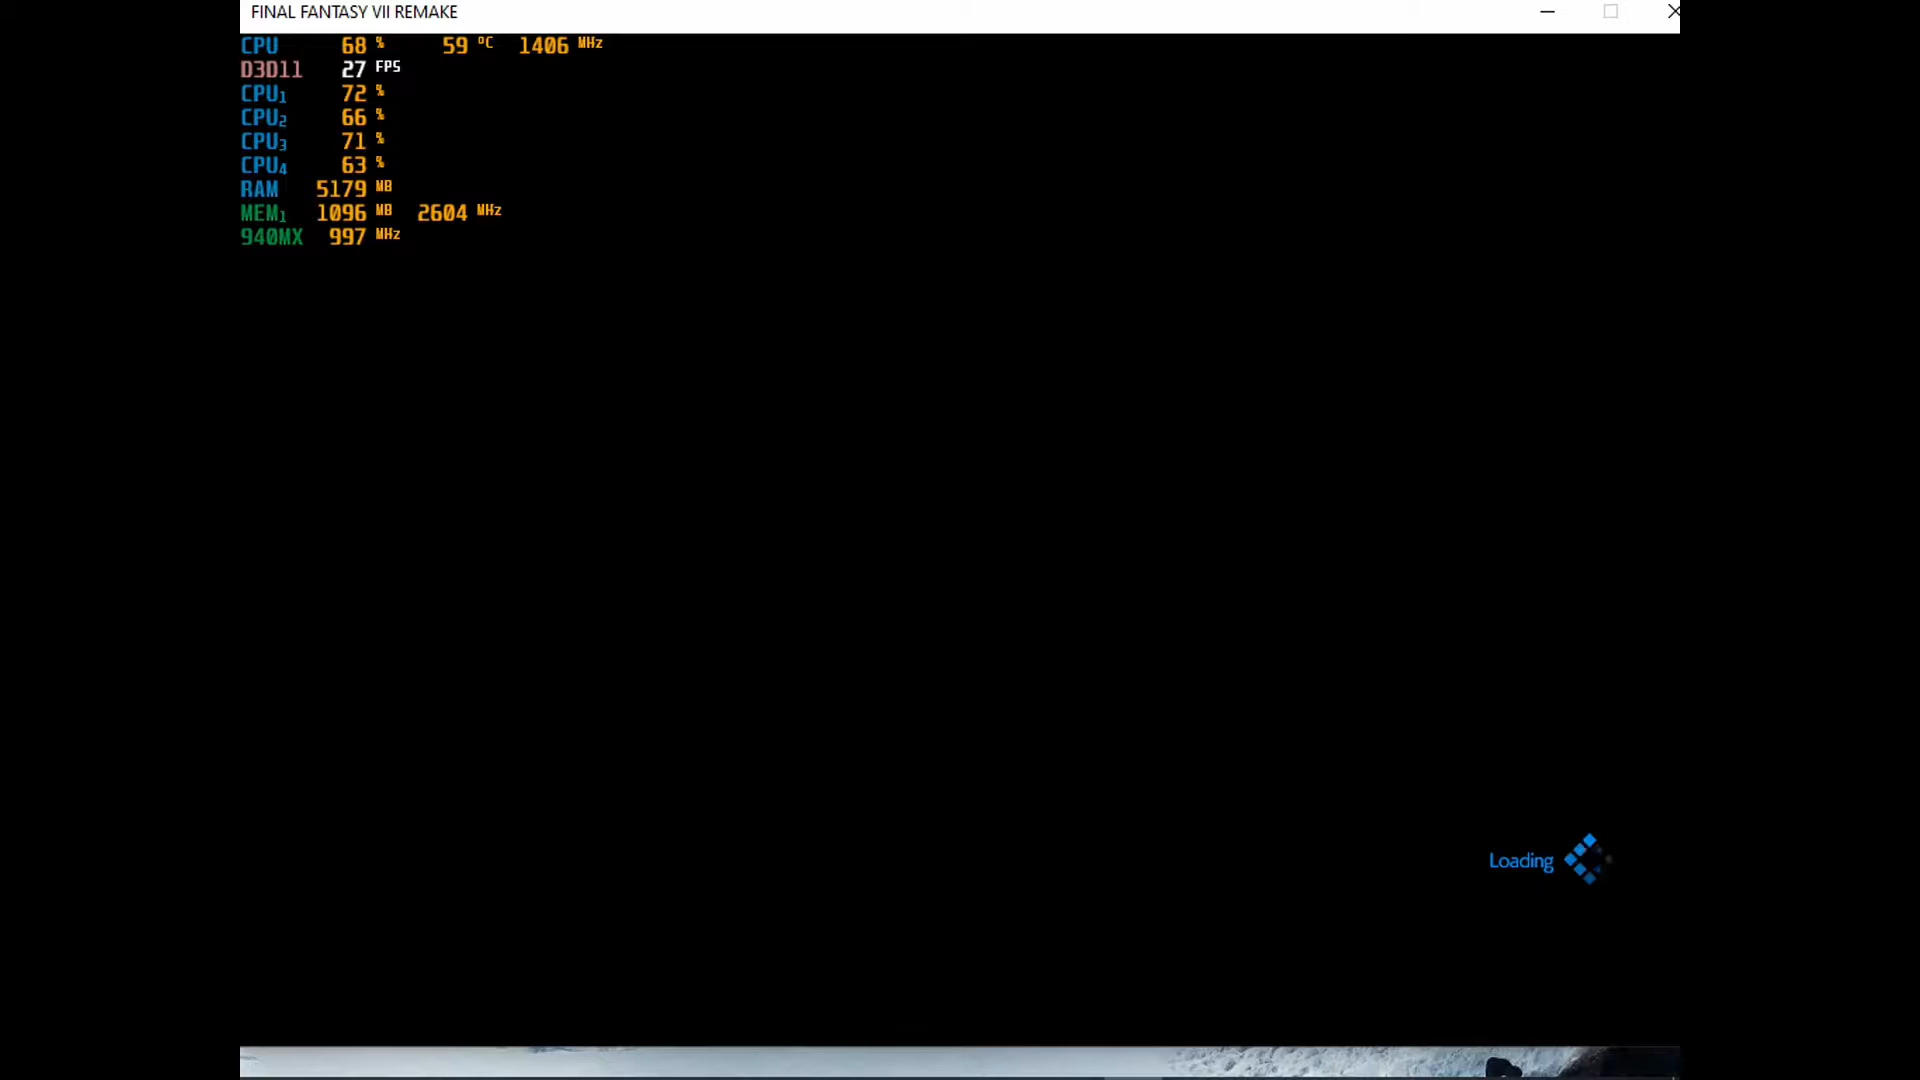 FINAL FANTASY VII REMAKE
CPU 68 % 59 °C 1406 MHz
D3D11 27 FPS
CPU1 72 %
CPU2 66 %
CPU3 71 %
CPU4 63 %
RAM 5179 MB
MEM1 1096 MB 2604 MHz
940MX 997 MHz
Loading